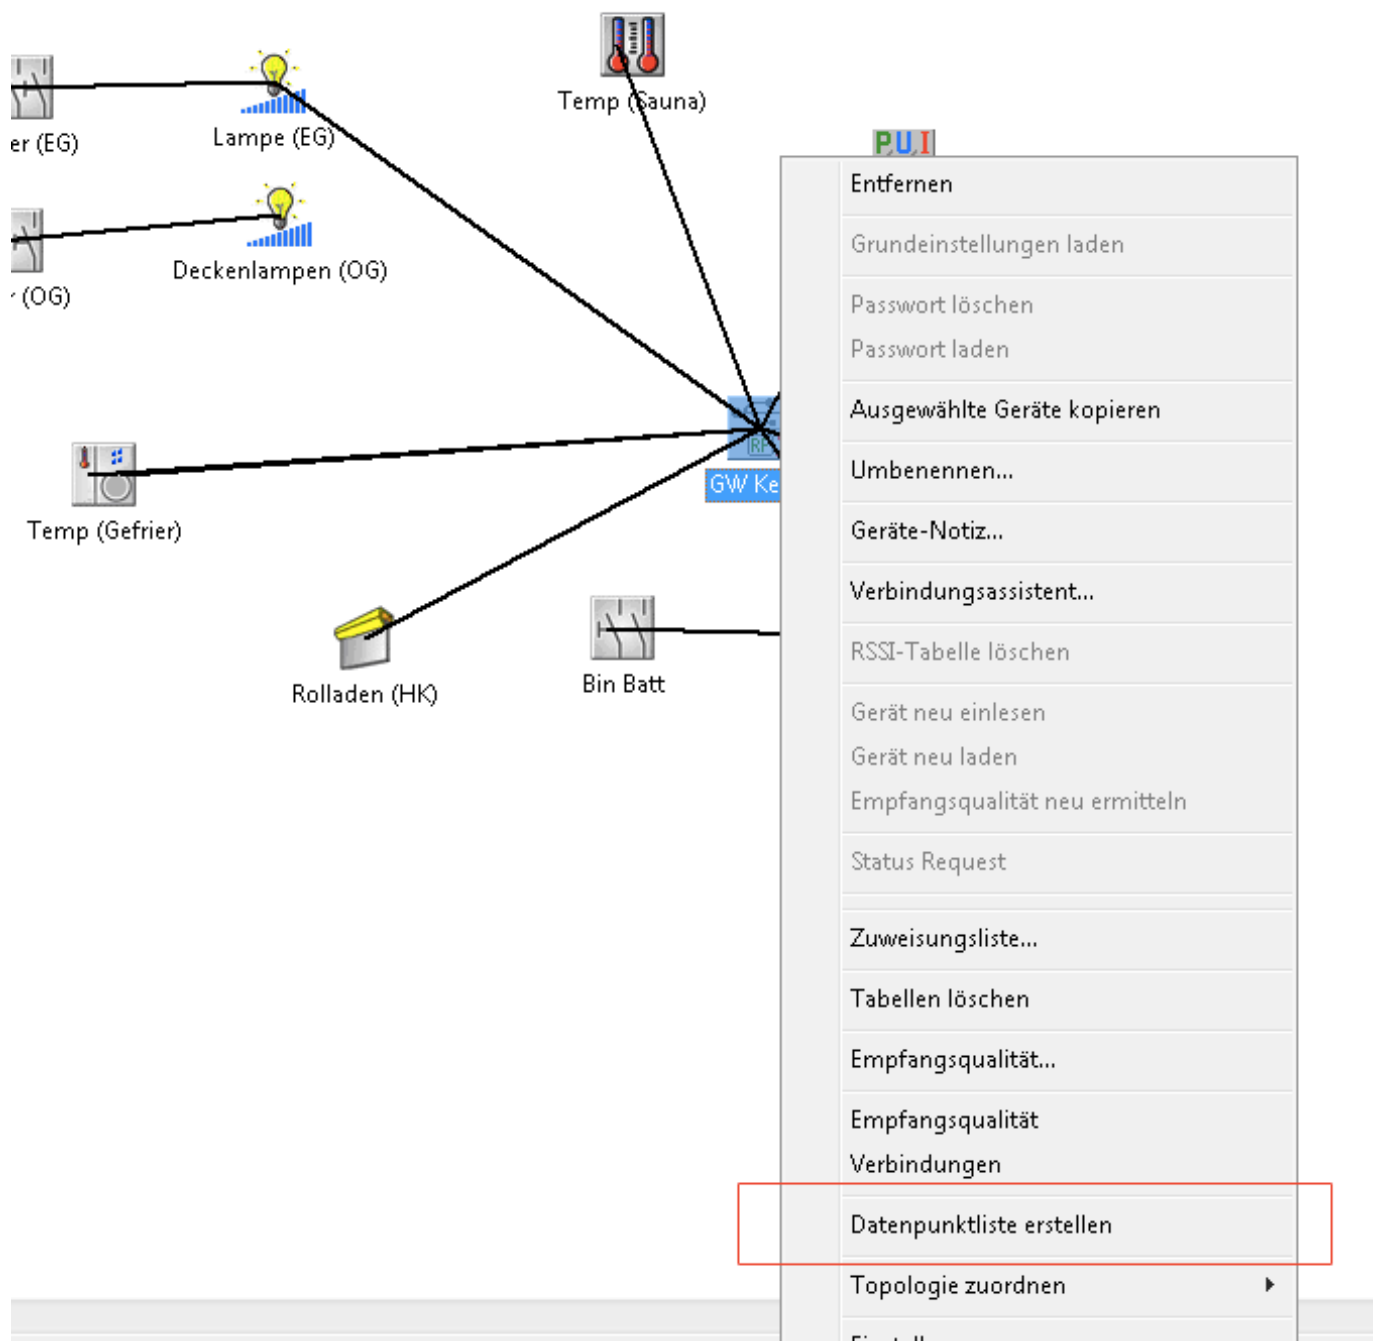 Temp (Sauna)
er (EG)
Lampe (EG)
P,U,I
Deckenlampen (OG)
(OG)
RF
GW Ke
Temp (Gefrier)
Rolladen (HK)
Bin Batt
Entfernen
Grundeinstellungen laden
Passwort löschen
Passwort laden
Ausgewählte Geräte kopieren
Umbenennen...
Geräte-Notiz...
Verbindungsassistent...
RSSI-Tabelle löschen
Gerät neu einlesen
Gerät neu laden
Empfangsqualität neu ermitteln
Status Request
Zuweisungsliste...
Tabellen löschen
Empfangsqualität...
Empfangsqualität
Verbindungen
Datenpunktliste erstellen
Topologie zuordnen